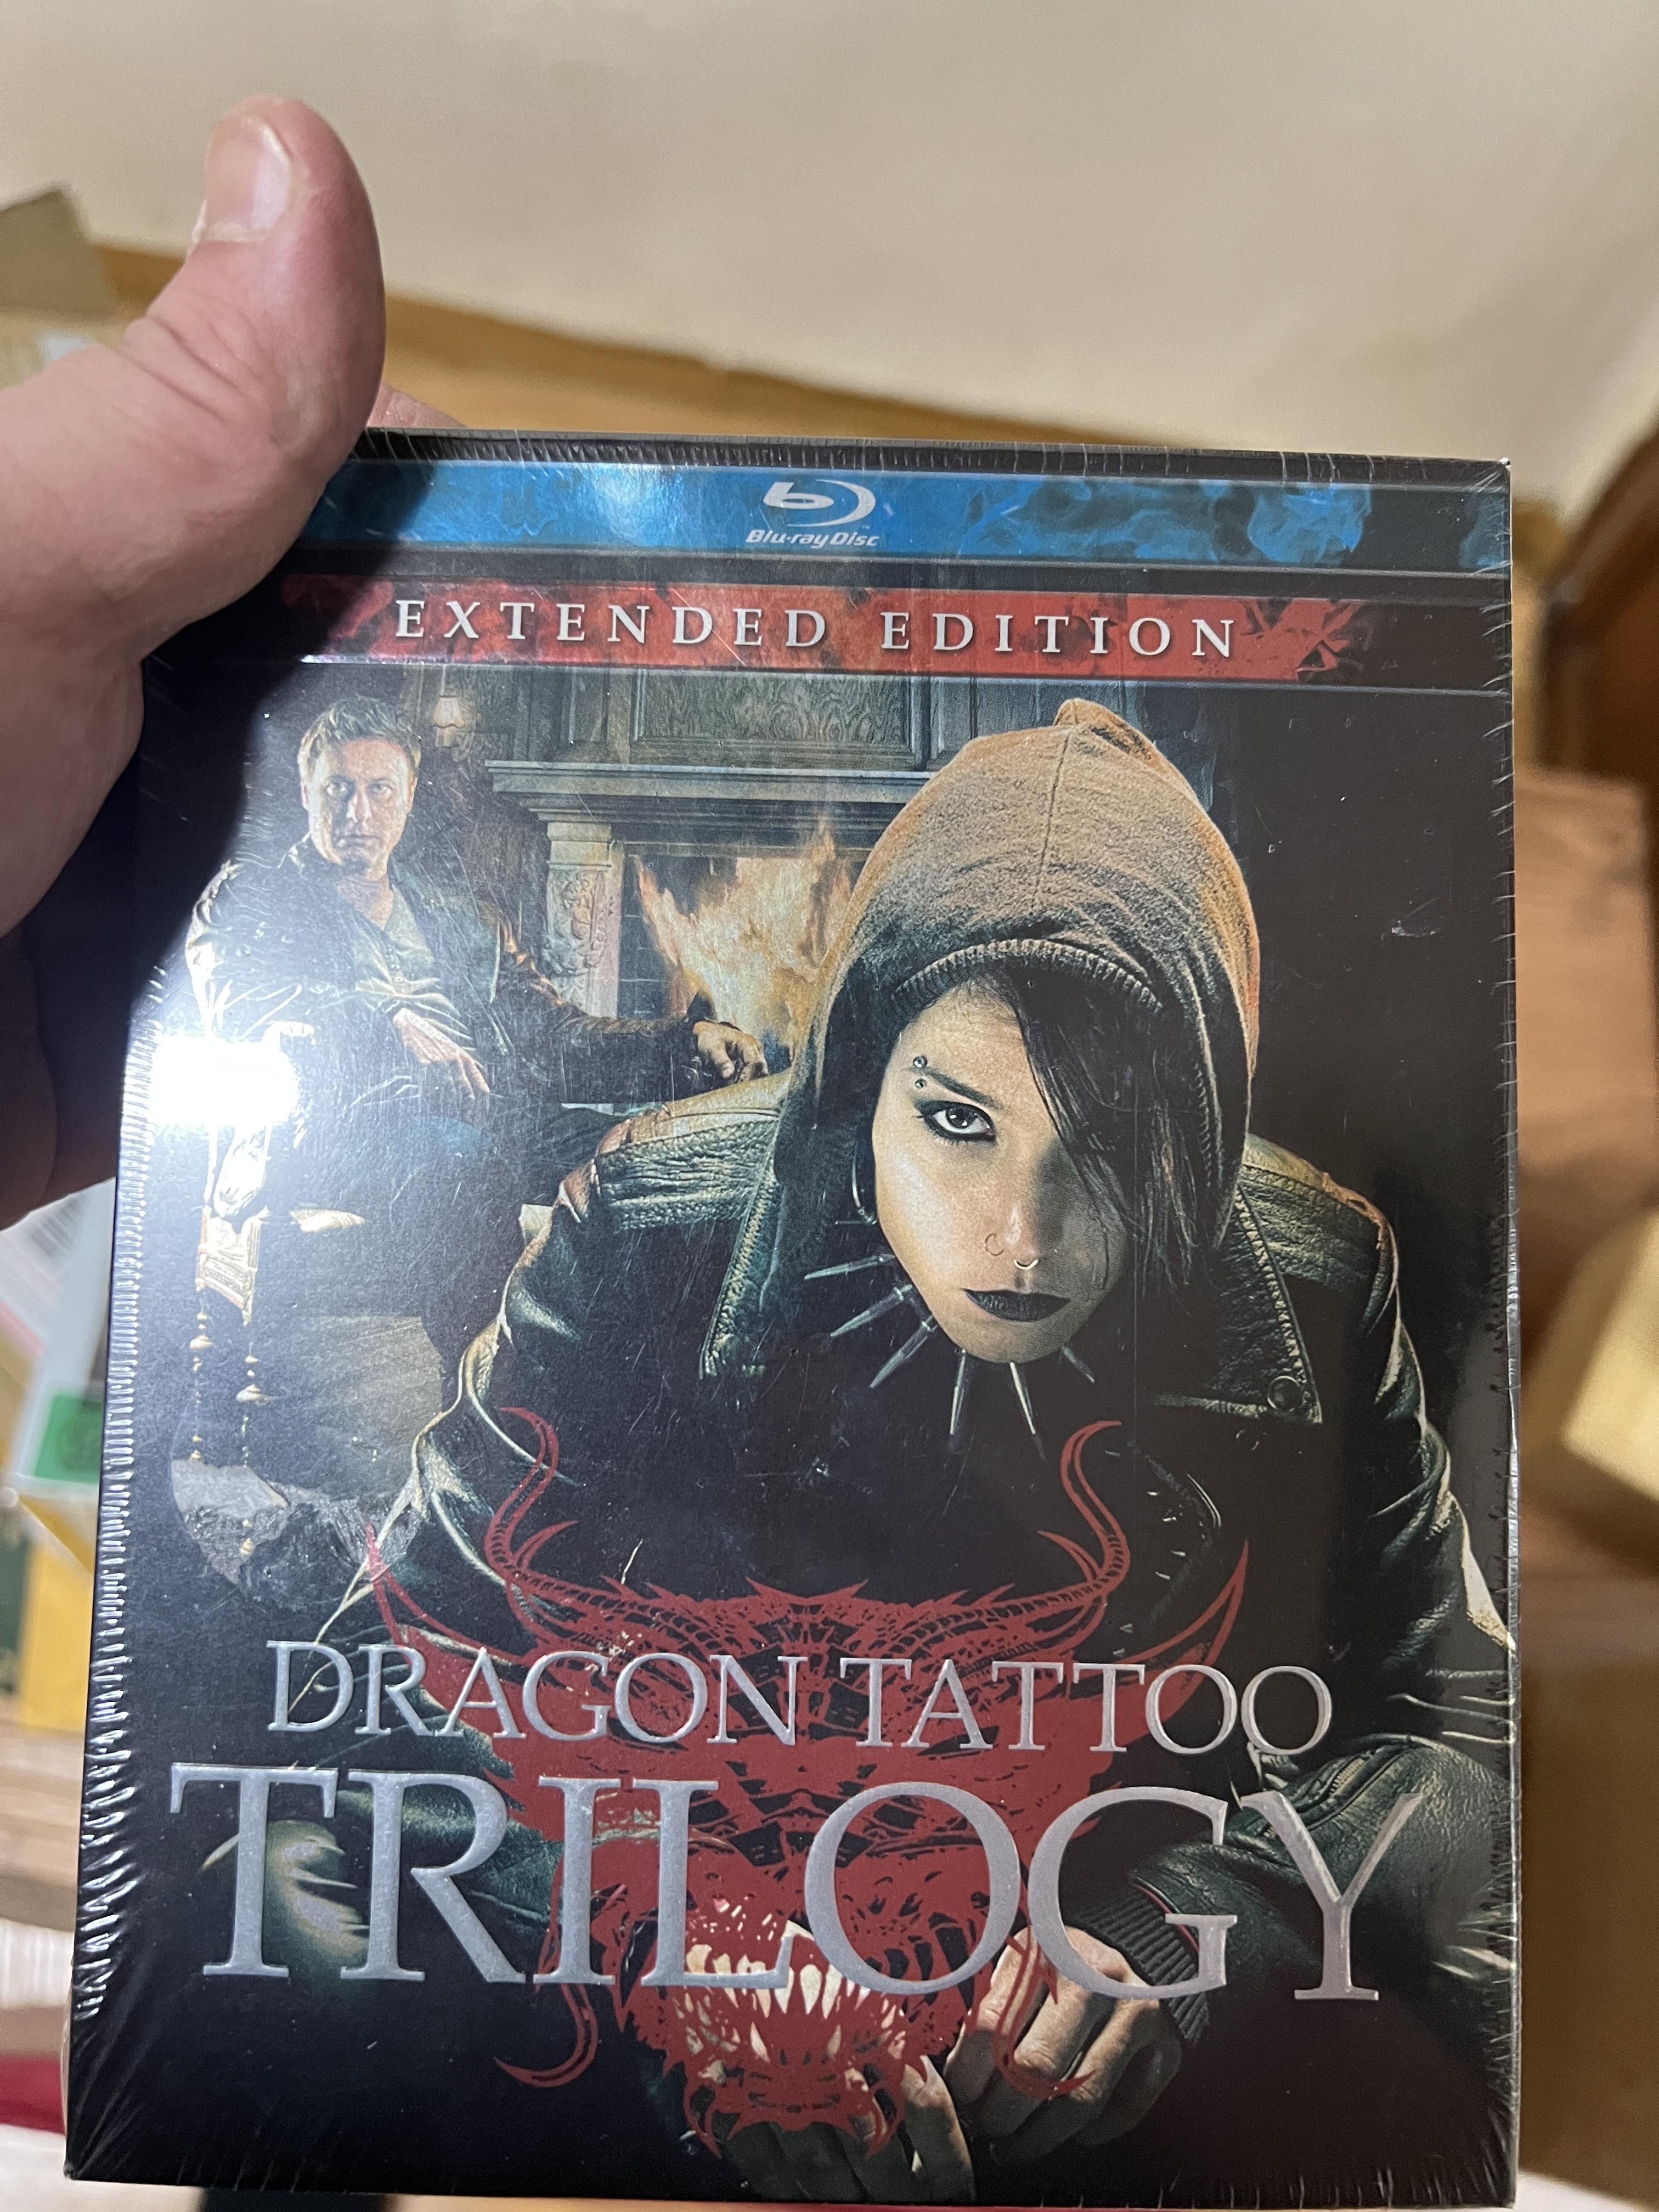 Blu-ray Disc
EXTENDED EDITION
DRAGON TATTOO
TRILOGY